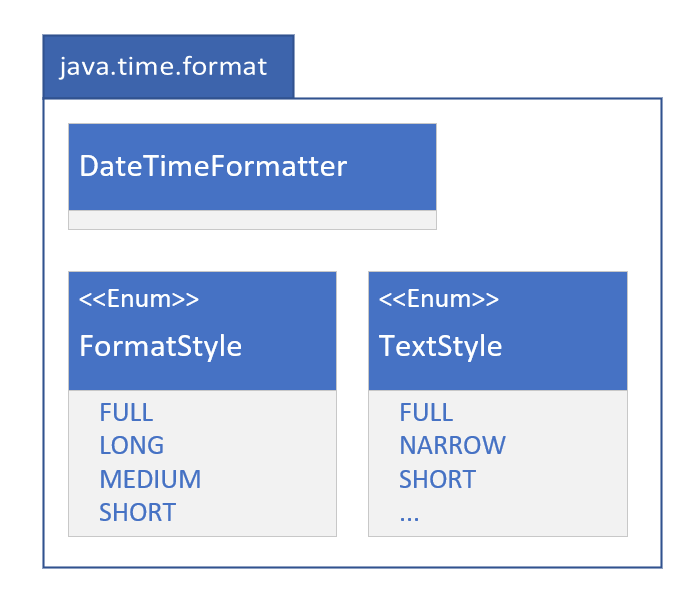 java.time.format
DateTimeFormatter
<<Enum>>
FormatStyle
FULL
LONG
MEDIUM
SHORT
<<Enum>>
TextStyle
FULL
NARROW
SHORT
...